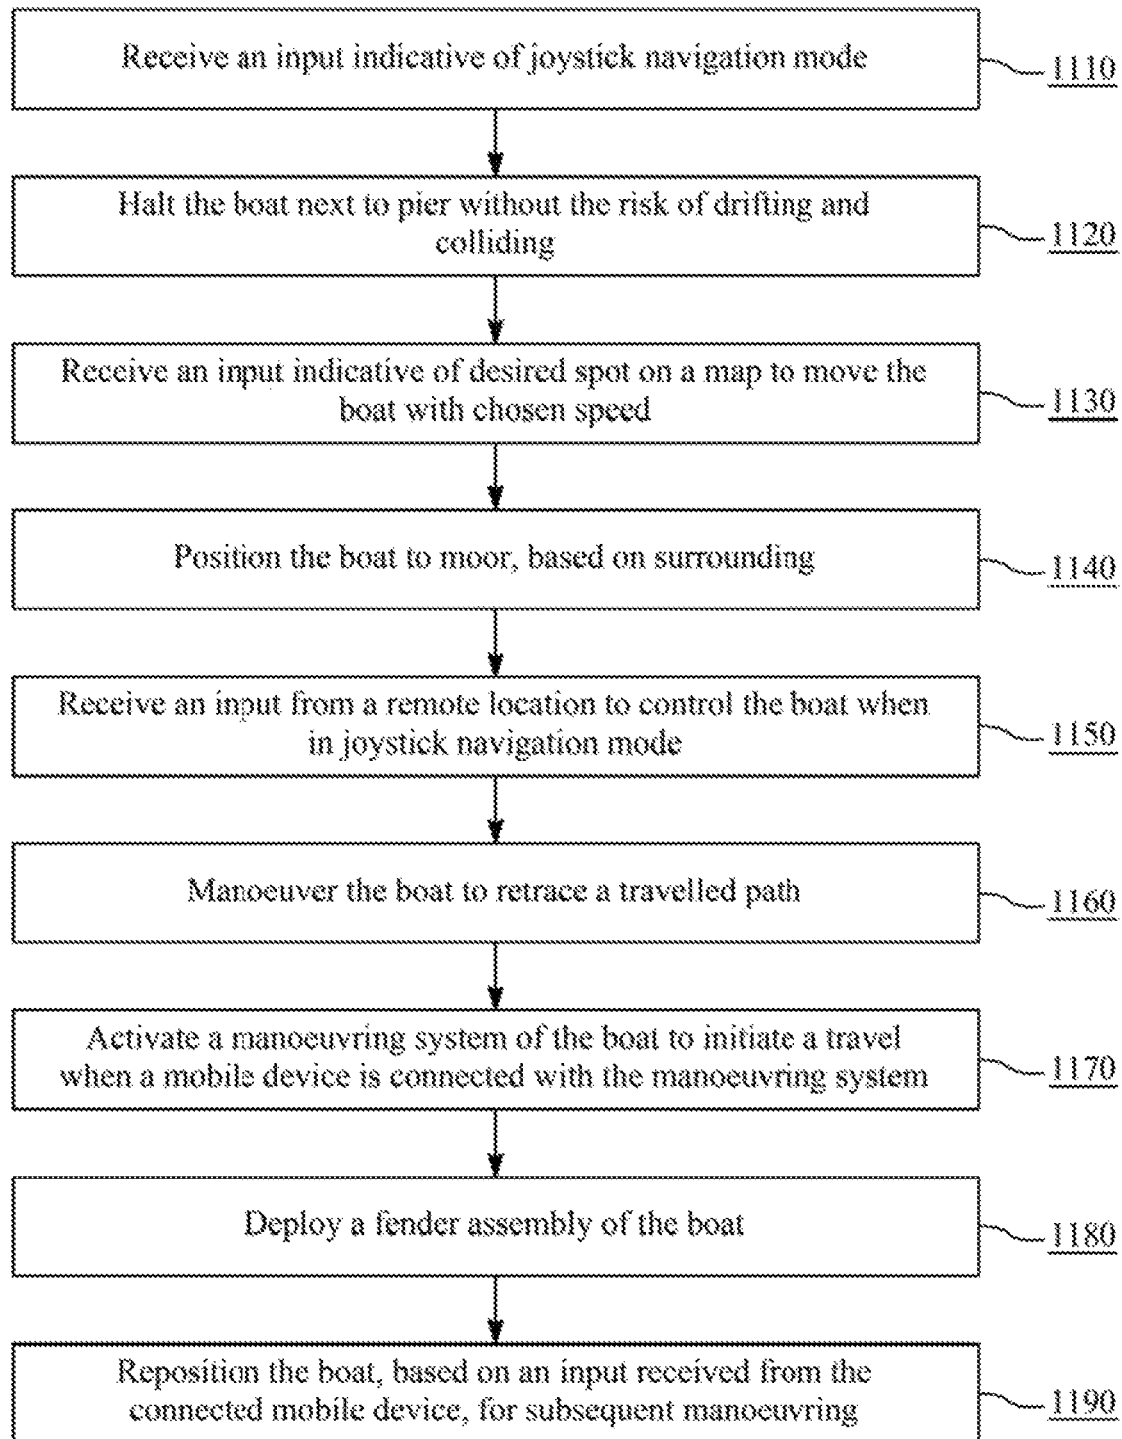 Receive an input indicative of joystick navigation mode
1110
Halt the boat next to pier without the risk of drifting and
colliding
1120
Receive an input indicative of desired spot on a map to move the
boat with chosen speed
1130
Position the boat to moor, based on surrounding
1140
Receive an input from a remote location to control the boat when
in joystick navigation mode
1150
Manoeuver the boat to retrace a travelled path
1160
Activate a manoeuvring system of the boat to initiate a travel
when a mobile device is connected with the manoeuvring system
1170
Deploy a fender assembly of the boat
1180
Reposition the boat, based on an input received from the
connected mobile device, for subsequent manoeuvring
1190